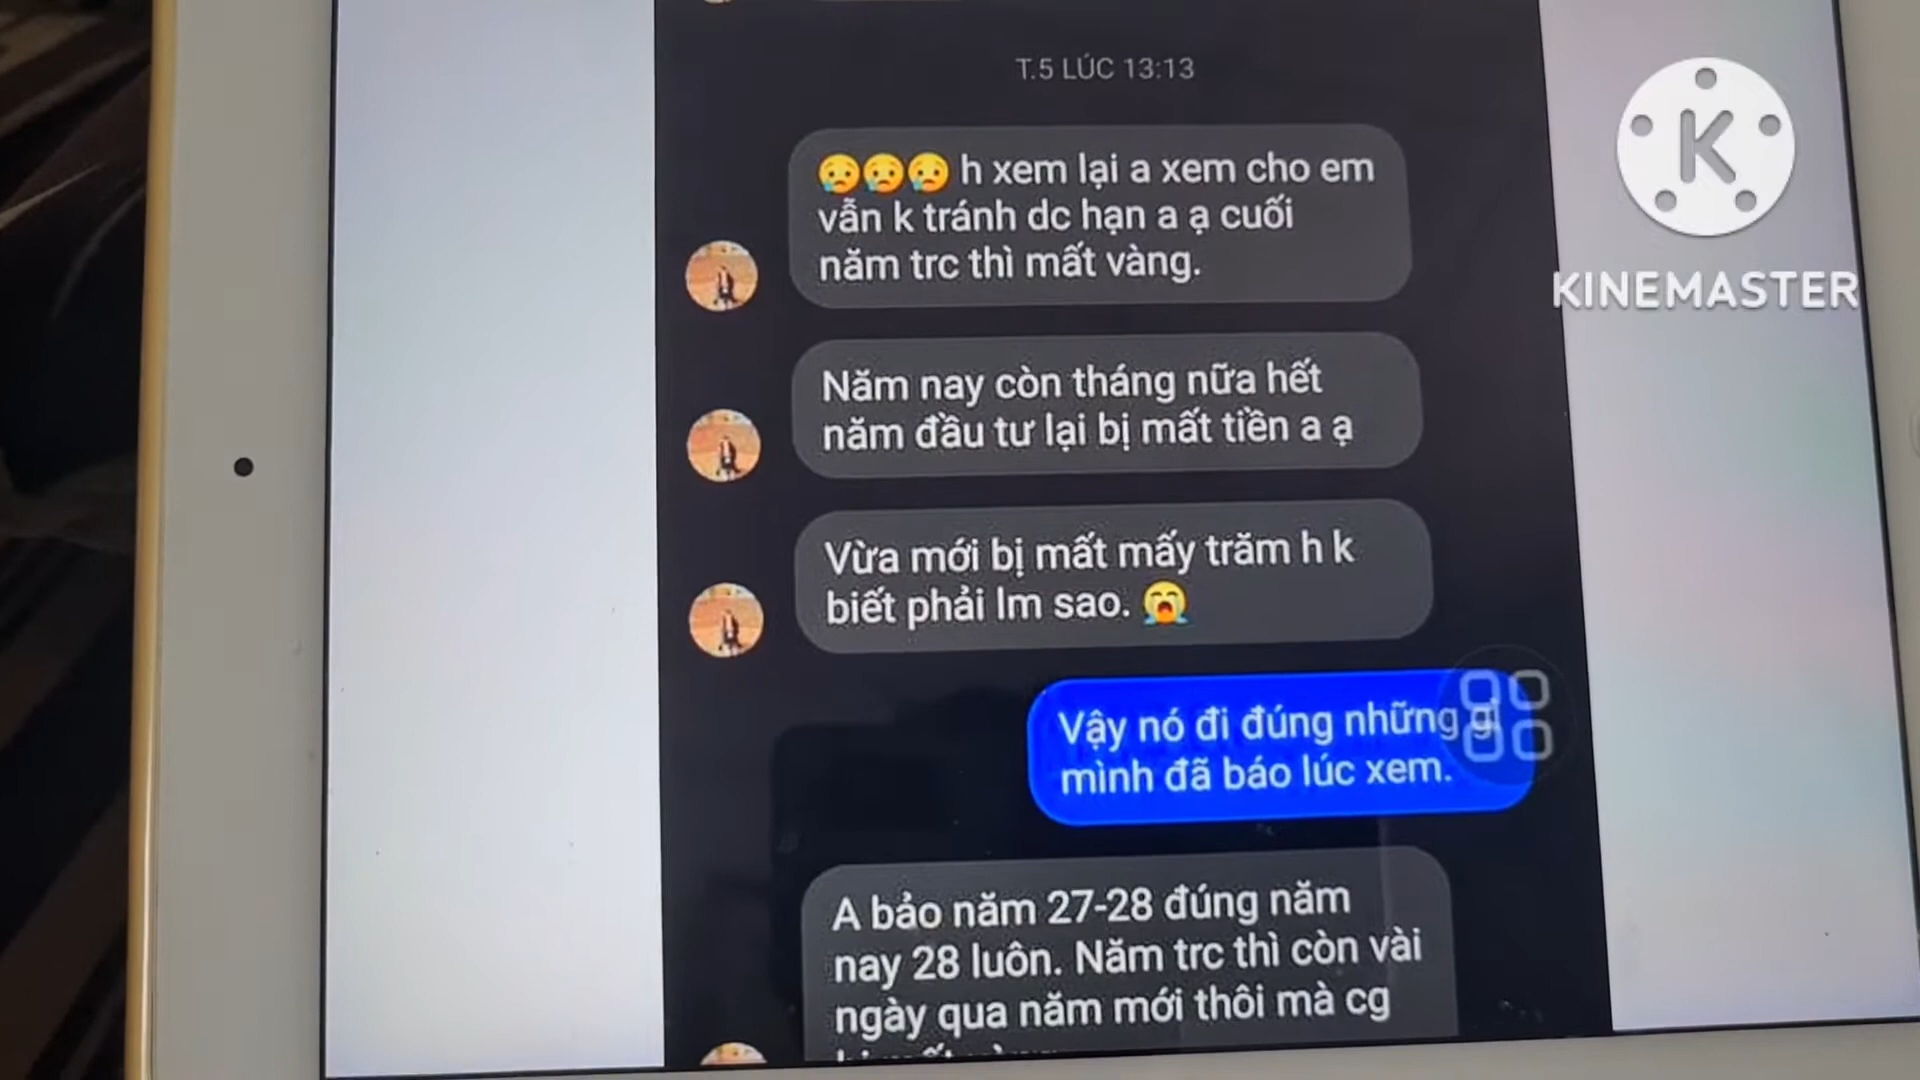 T.5 LÚC 13:13
😢😢😢 h xem lại a xem cho em
vẫn k tránh dc hạn a ạ cuối
năm trc thì mất vàng.
Năm nay còn tháng nữa hết
năm đầu tư lại bị mất tiền a ạ
Vừa mới bị mất mấy trăm h k
biết phải lm sao. 😭
Vậy nó đi đúng những gì
mình đã báo lúc xem.
A bảo năm 27-28 đúng năm
nay 28 luôn. Năm trc thì còn vài
ngày qua năm mới thôi mà cg
K
KINEMASTER